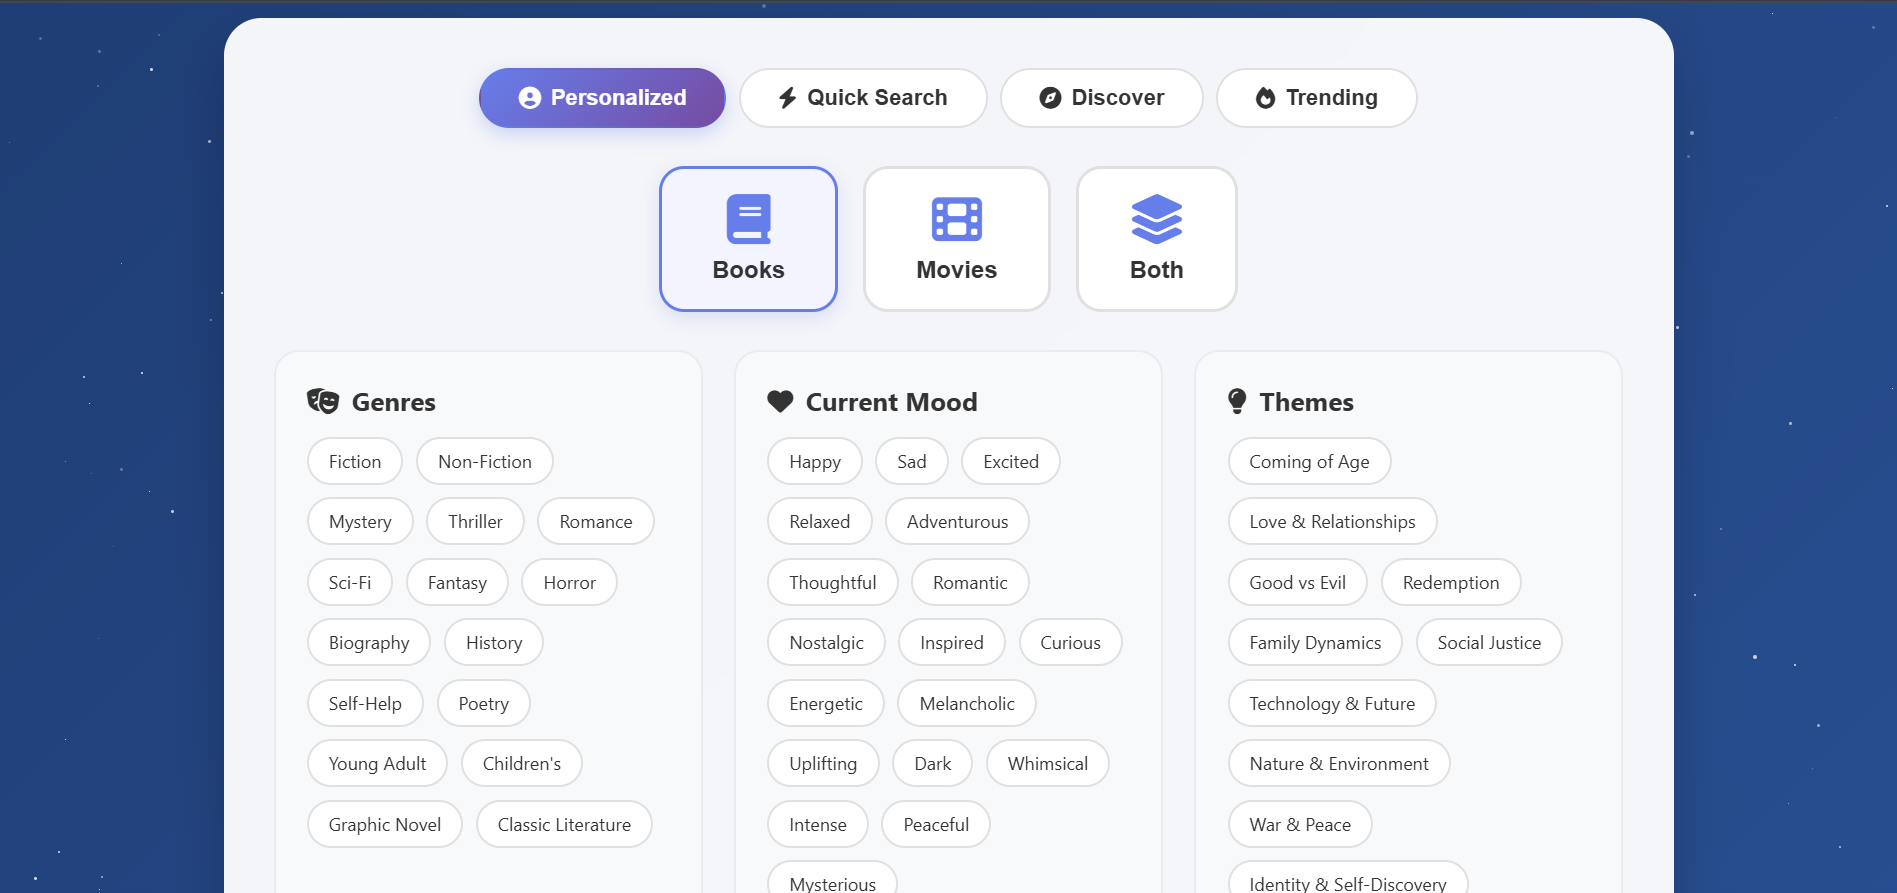 Personalized Quick Search Discover Trending
Books Movies Both
Genres
Fiction Non-Fiction
Mystery Thriller Romance
Sci-Fi Fantasy Horror
Biography History
Self-Help Poetry
Young Adult Children's
Graphic Novel Classic Literature
Current Mood
Happy Sad Excited
Relaxed Adventurous
Thoughtful Romantic
Nostalgic Inspired Curious
Energetic Melancholic
Uplifting Dark Whimsical
Intense Peaceful
Mysterious
Themes
Coming of Age
Love & Relationships
Good vs Evil Redemption
Family Dynamics Social Justice
Technology & Future
Nature & Environment
War & Peace
Identity & Self-Discovery